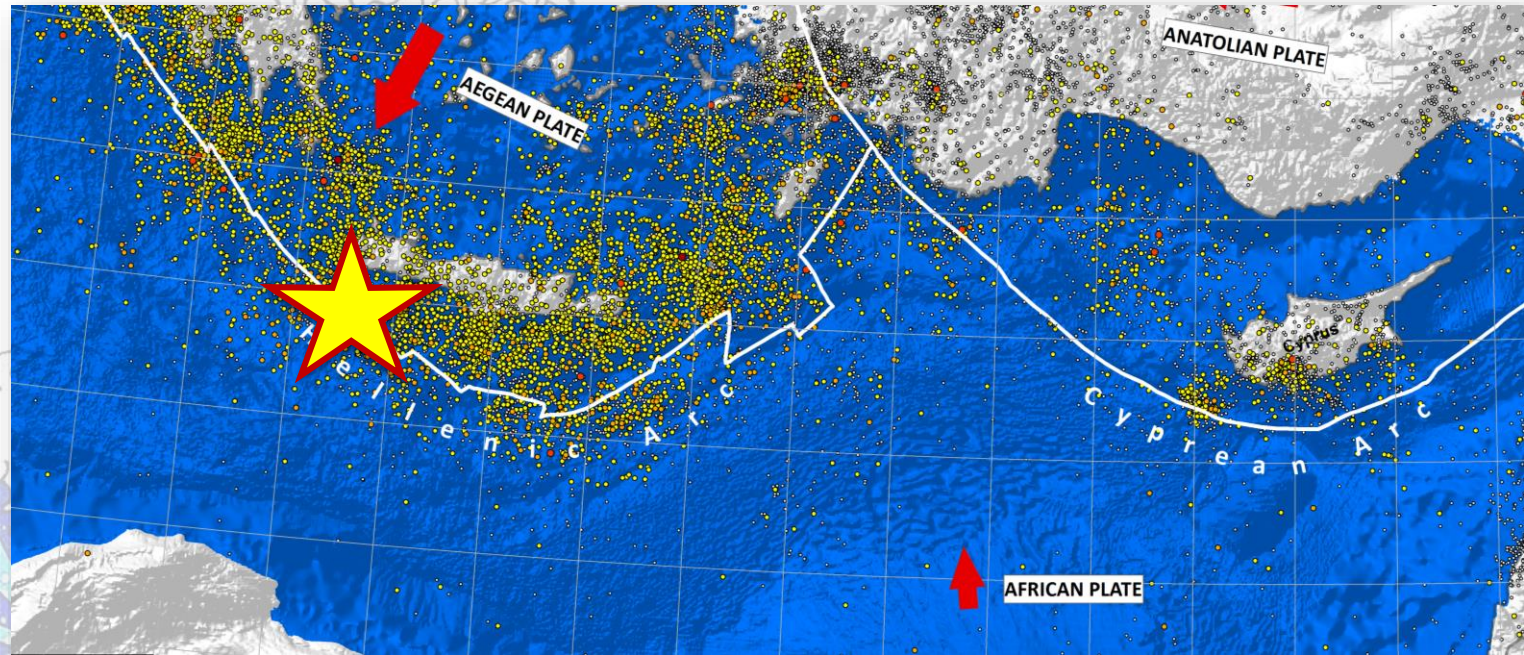 ANATOLIAN PLATE
AEGEAN PLATE
Cyprus
Hellenic Arc
Cyprean Arc
AFRICAN PLATE